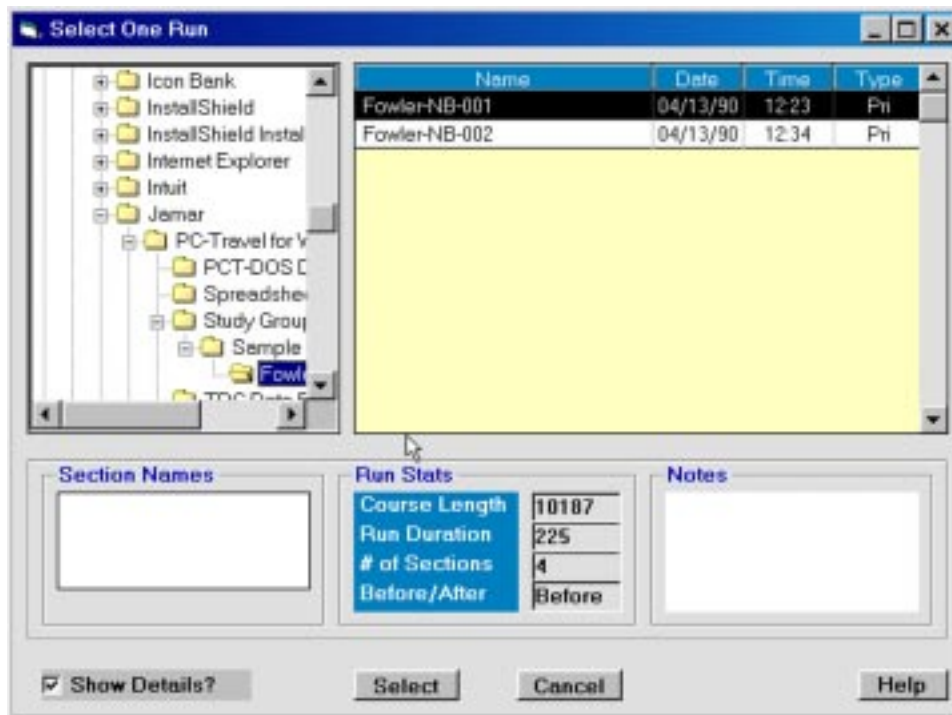 Select One Run
Icon Bank
InstallShield
InstallShield Instal
Internet Explorer
Intuit
Jamar
PC-Travel for
PCT-DOS D
Spreadshe
Study Grou
Sample
Fowle
Name Date Time Type
Fowler-NB-001 04/13/90 12:23 Pri
Fowler-NB-002 04/13/90 12:34 Pri
Section Names
Run Stats
Course Length 10187
Run Duration 225
# of Sections 4
Before/After Before
Notes
Show Details?
Select
Cancel
Help